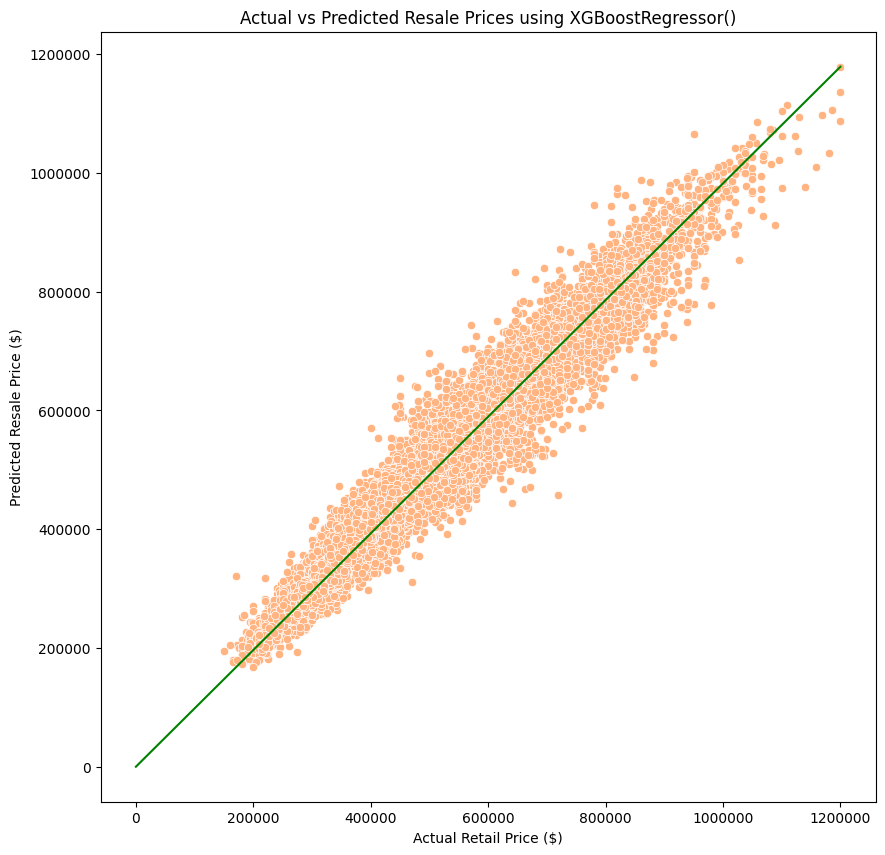 Actual vs Predicted Resale Prices using XGBoostRegressor()
1200000
1000000
800000
600000
400000
200000
0
Predicted Resale Price ($)
0 200000 400000 600000 800000 1000000 1200000
Actual Retail Price ($)